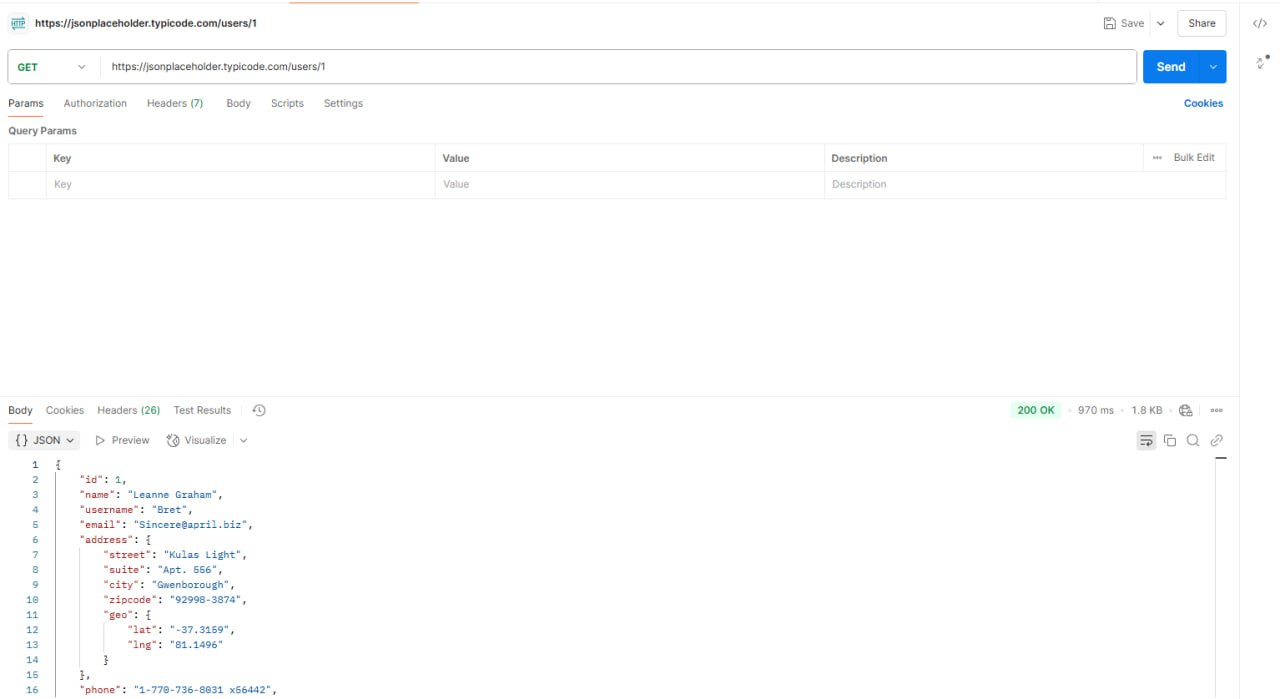 HTTP https://jsonplaceholder.typicode.com/users/1 Save Share </>
GET https://jsonplaceholder.typicode.com/users/1 Send
Params Authorization Headers (7) Body Scripts Settings Cookies
Query Params
Key Value Description ••• Bulk Edit
Key Value Description
Body Cookies Headers (26) Test Results 200 OK • 970 ms • 1.8 KB •
{} JSON Preview Visualize
1 {
2 "id": 1,
3 "name": "Leanne Graham",
4 "username": "Bret",
5 "email": "Sincere@april.biz",
6 "address": {
7 "street": "Kulas Light",
8 "suite": "Apt. 556",
9 "city": "Gwenborough",
10 "zipcode": "92998-3874",
11 "geo": {
12 "lat": "-37.3159",
13 "lng": "81.1496"
14 }
15 },
16 "phone": "1-770-736-8031 x56442",